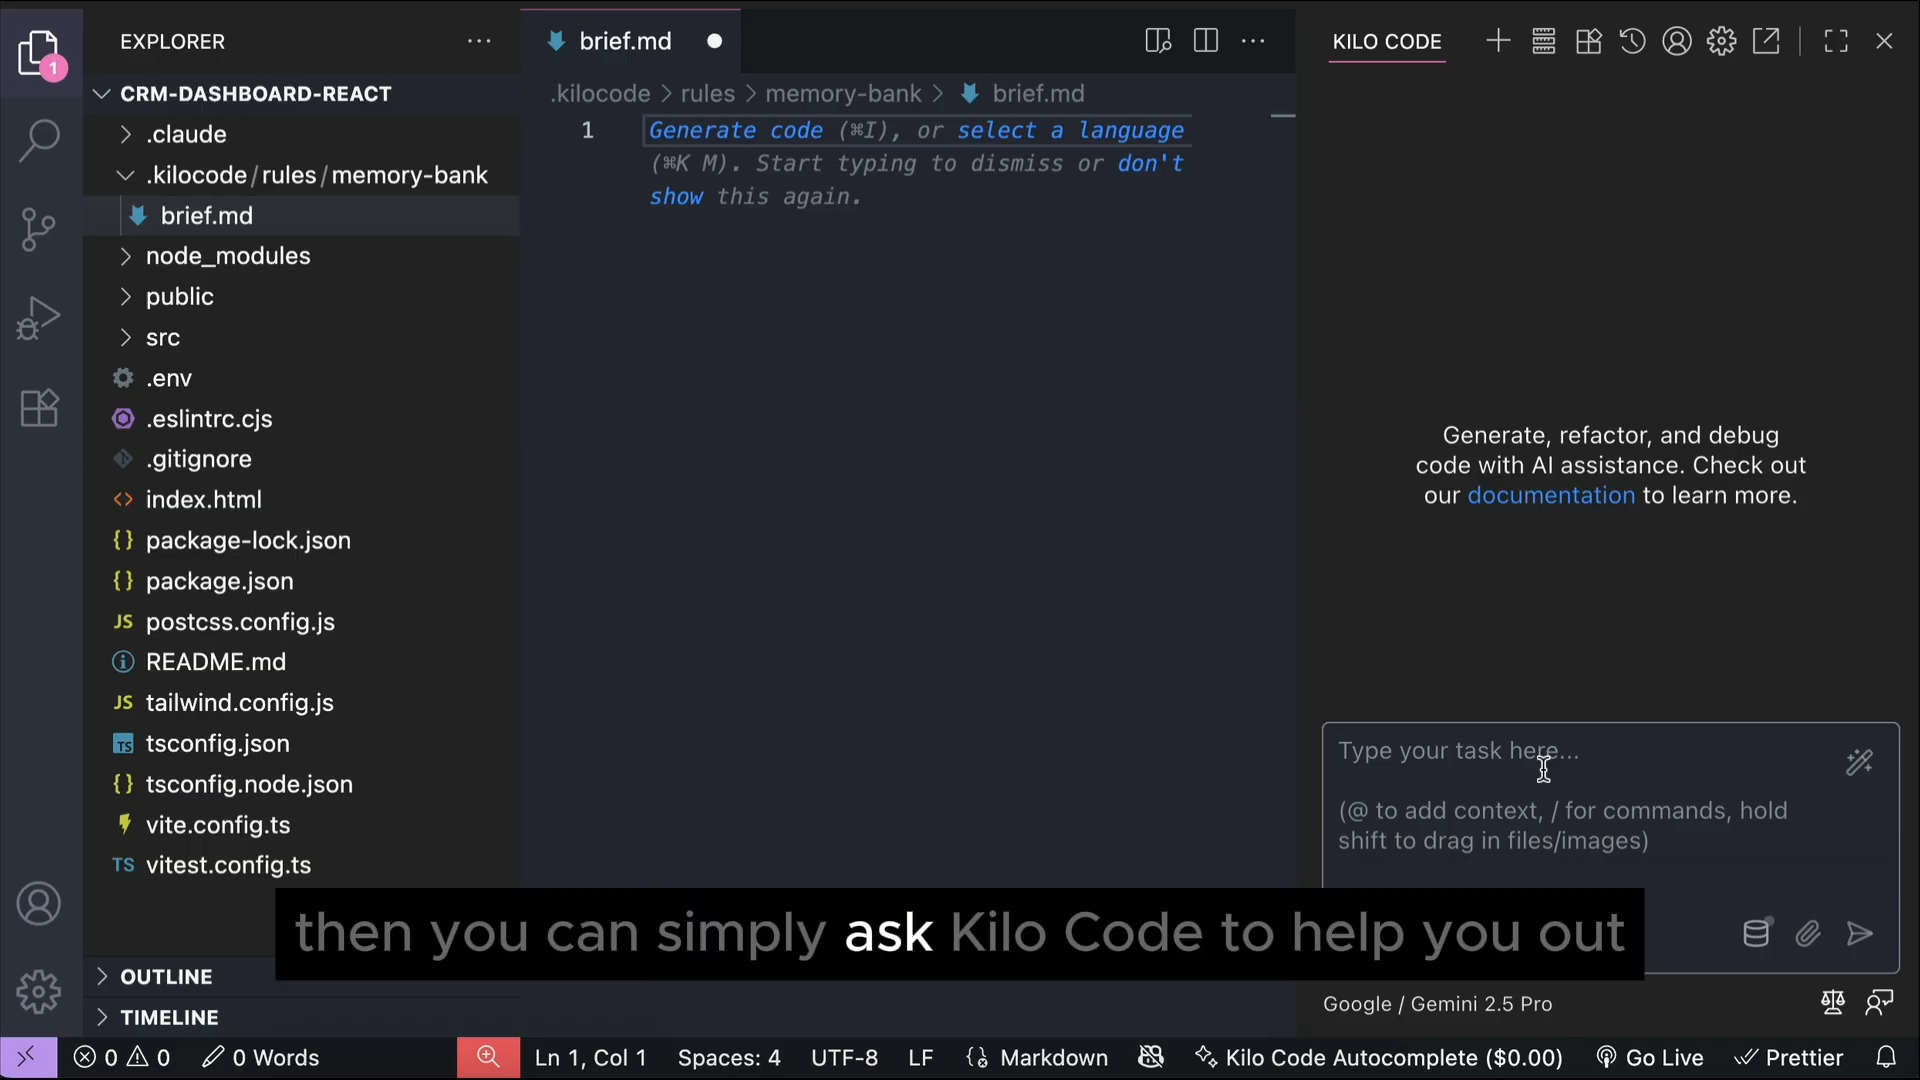 1
EXPLORER
CRM-DASHBOARD-REACT
.claude
.kilocode/rules/memory-bank
brief.md
node_modules
public
src
.env
.eslintrc.cjs
.gitignore
index.html
package-lock.json
package.json
postcss.config.js
README.md
tailwind.config.js
tsconfig.json
tsconfig.node.json
vite.config.ts
TS vitest.config.ts
OUTLINE
TIMELINE
brief.md
.kilocode > rules > memory-bank > brief.md
1
Generate code (⌘I), or select a language
(⌘K M). Start typing to dismiss or don't
show this again.
KILO CODE
Generate, refactor, and debug
code with AI assistance. Check out
our documentation to learn more.
Type your task here...
(@ to add context, / for commands, hold
shift to drag in files/images)
then you can simply ask Kilo Code to help you out
Google / Gemini 2.5 Pro
0 0 0 Words Ln 1, Col 1 Spaces: 4 UTF-8 LF Markdown Kilo Code Autocomplete ($0.00) Go Live Prettier